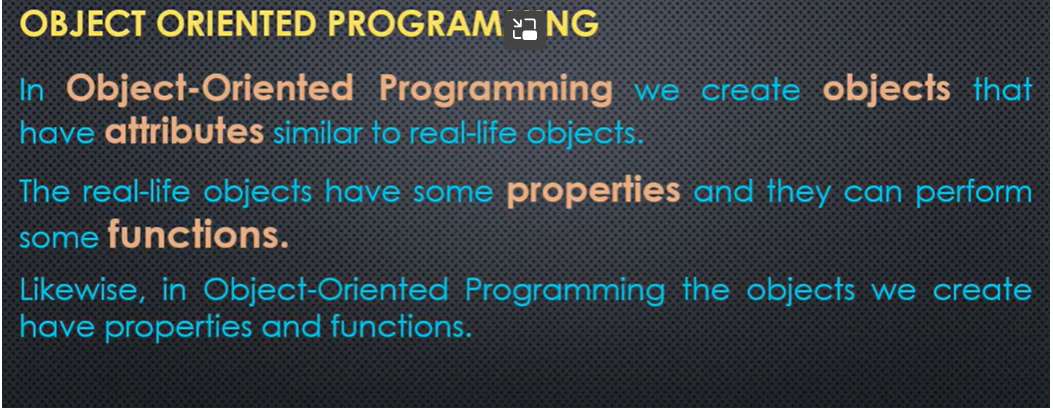 OBJECT ORIENTED PROGRAM NG
In Object-Oriented Programming we create objects that
have attributes similar to real-life objects.
The real-life objects have some properties and they can perform
some functions.
Likewise, in Object-Oriented Programming the objects we create
have properties and functions.